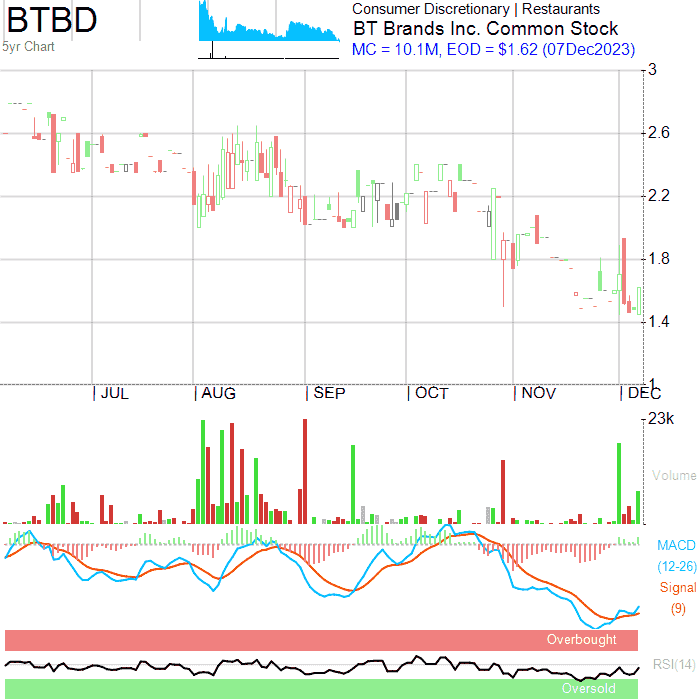 BTBD
5yr Chart
Consumer Discretionary | Restaurants
BT Brands Inc. Common Stock
MC = 10.1M, EOD = $1.62 (07Dec2023)
3
2.6
2.2
1.8
1.4
1
JUL AUG SEP OCT NOV DEC
23k
Volume
MACD
(12-26)
Signal
(9)
Overbought
RSI(14)
Oversold